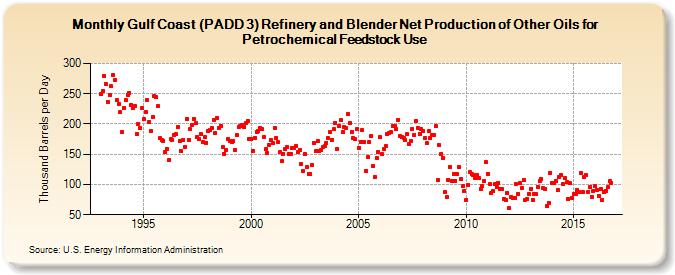 Monthly Gulf Coast (PADD 3) Refinery and Blender Net Production of Other Oils for
Petrochemical Feedstock Use
Thousand Barrels per Day
300
250
200
150
100
50
1995
2000
2005
2010
2015
Source: U.S. Energy Information Administration